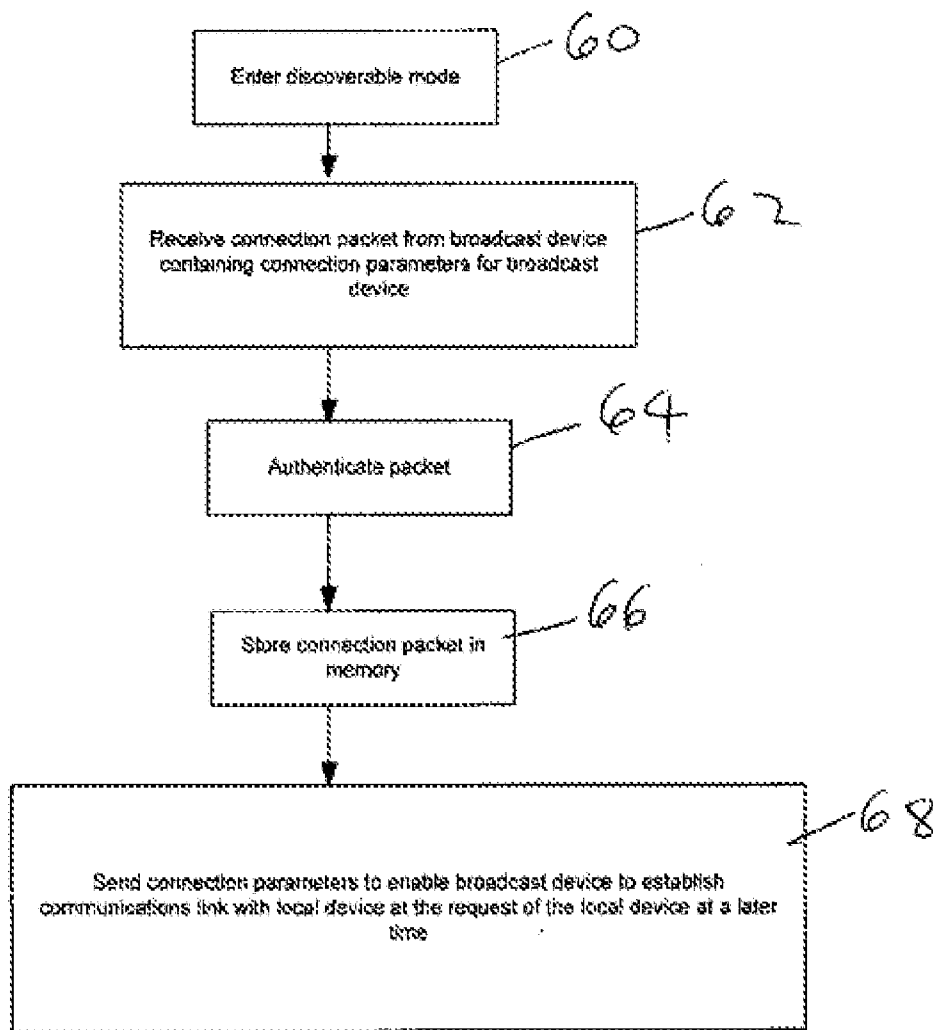 60
Enter discoverable mode
62
Receive connection packet from broadcast device
containing connection parameters for broadcast
device
64
Authenticate packet
66
Store connection packet in
memory
68
Send connection parameters to enable broadcast device to establish
communications link with local device at the request of the local device at a later
time